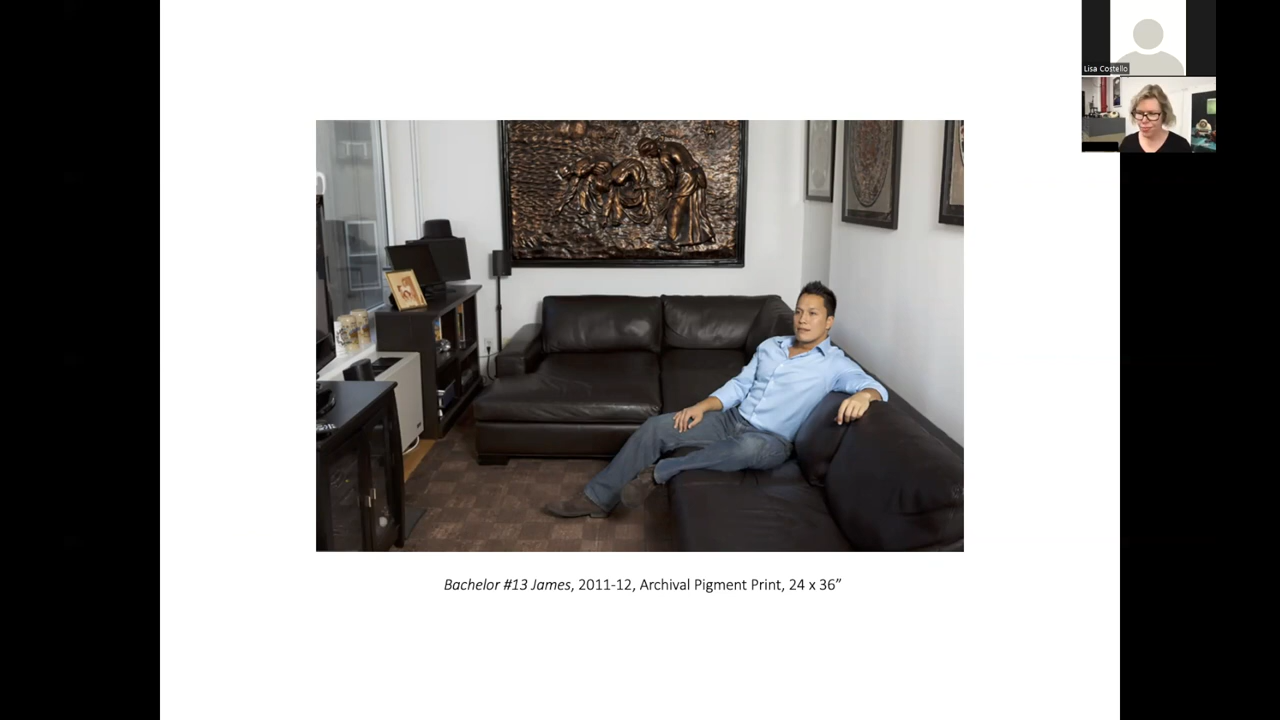 Lisa Costello
Bachelor #13 James, 2011-12, Archival Pigment Print, 24 x 36”